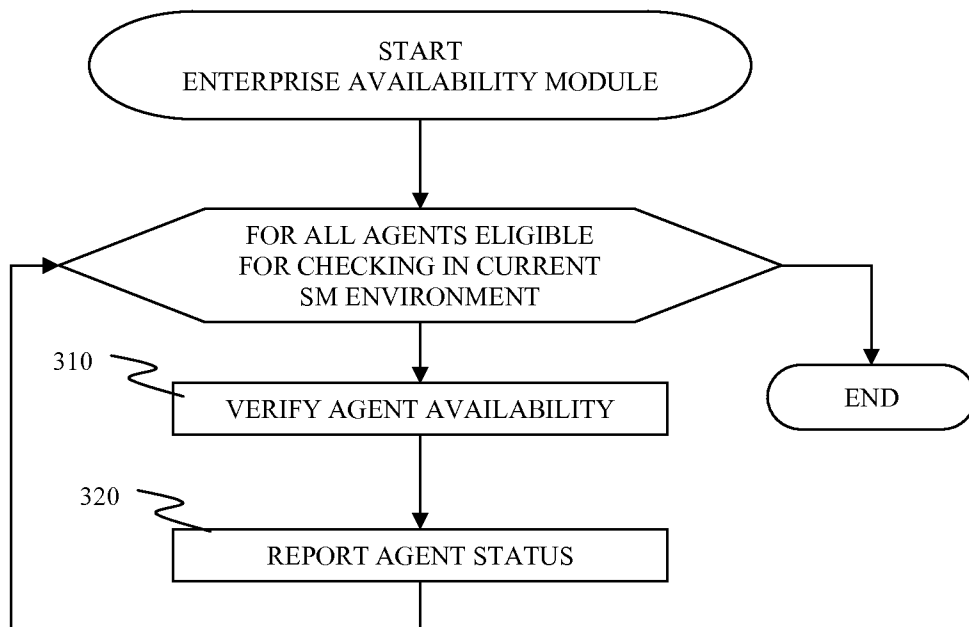 START
ENTERPRISE AVAILABILITY MODULE
FOR ALL AGENTS ELIGIBLE
FOR CHECKING IN CURRENT
SM ENVIRONMENT
310
VERIFY AGENT AVAILABILITY
END
320
REPORT AGENT STATUS